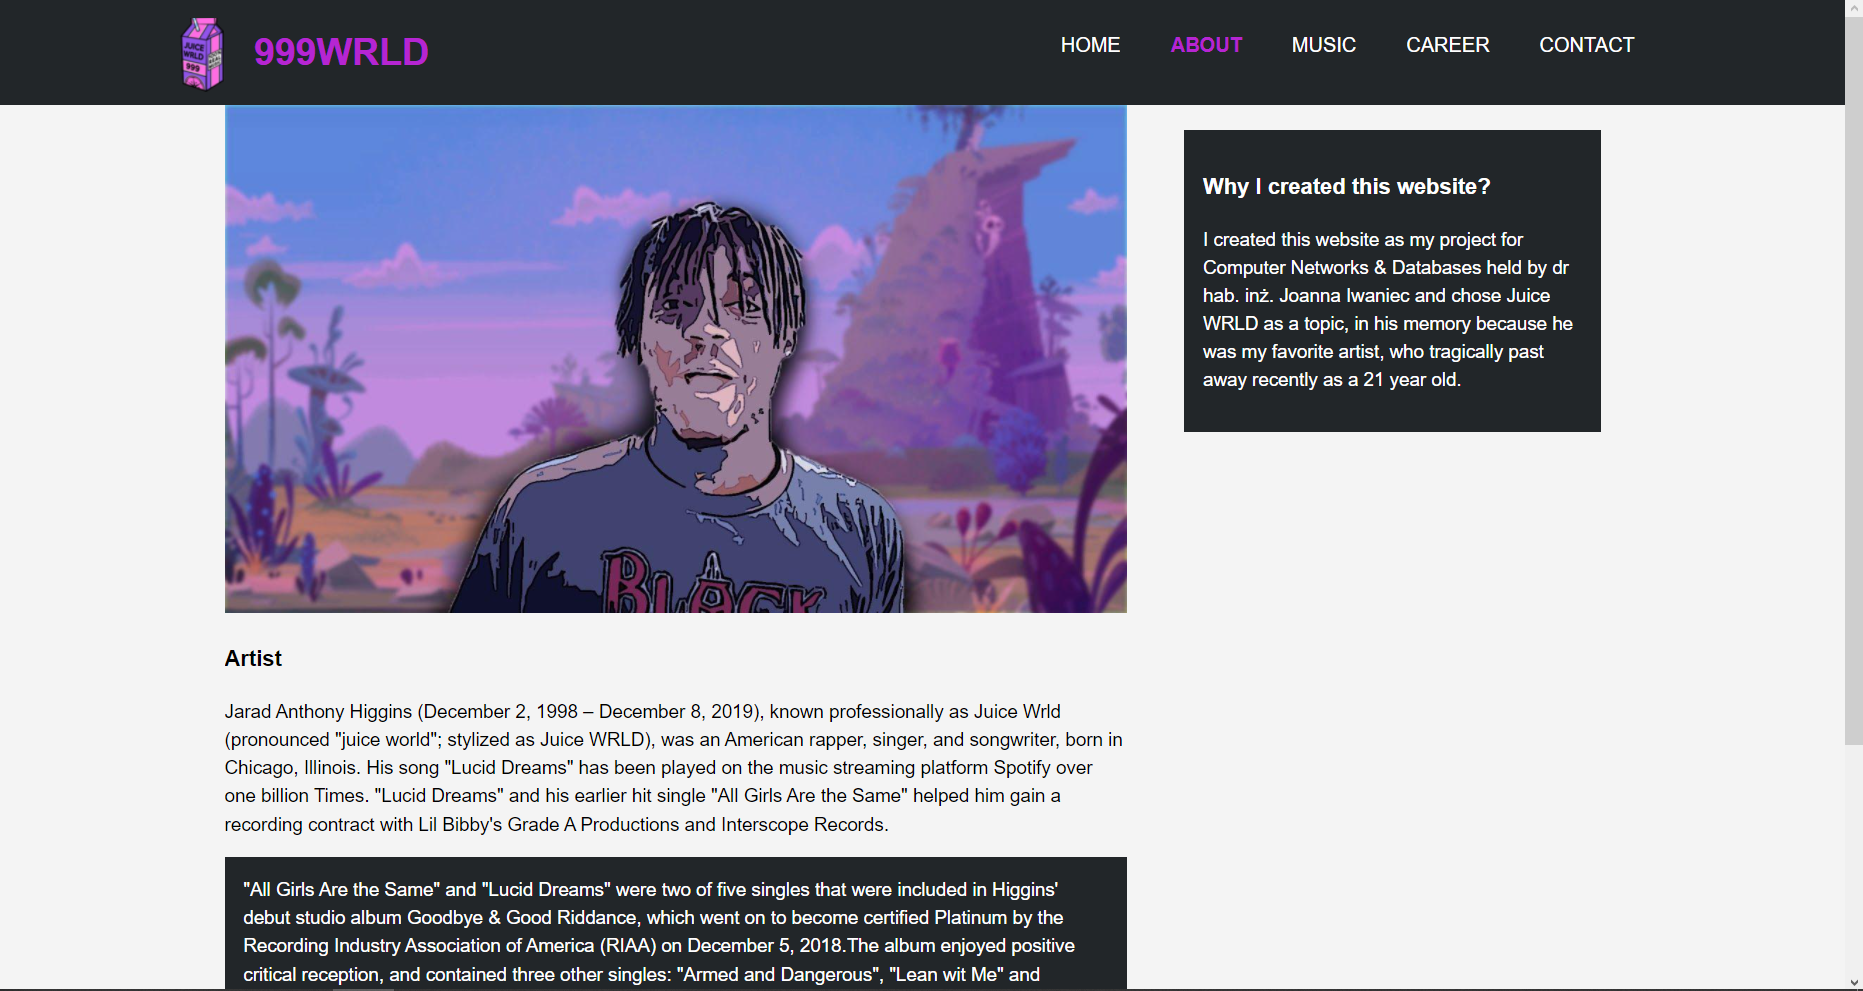 JUICE
WRLD
999
999WRLD
HOME ABOUT MUSIC CAREER CONTACT
BLACK
Why I created this website?
I created this website as my project for
Computer Networks & Databases held by dr
hab. inż. Joanna Iwaniec and chose Juice
WRLD as a topic, in his memory because he
was my favorite artist, who tragically past
away recently as a 21 year old.
Artist
Jarad Anthony Higgins (December 2, 1998 – December 8, 2019), known professionally as Juice Wrld
(pronounced "juice world"; stylized as Juice WRLD), was an American rapper, singer, and songwriter, born in
Chicago, Illinois. His song "Lucid Dreams" has been played on the music streaming platform Spotify over
one billion Times. "Lucid Dreams" and his earlier hit single "All Girls Are the Same" helped him gain a
recording contract with Lil Bibby's Grade A Productions and Interscope Records.
"All Girls Are the Same" and "Lucid Dreams" were two of five singles that were included in Higgins'
debut studio album Goodbye & Good Riddance, which went on to become certified Platinum by the
Recording Industry Association of America (RIAA) on December 5, 2018.The album enjoyed positive
critical reception, and contained three other singles: "Armed and Dangerous", "Lean wit Me" and